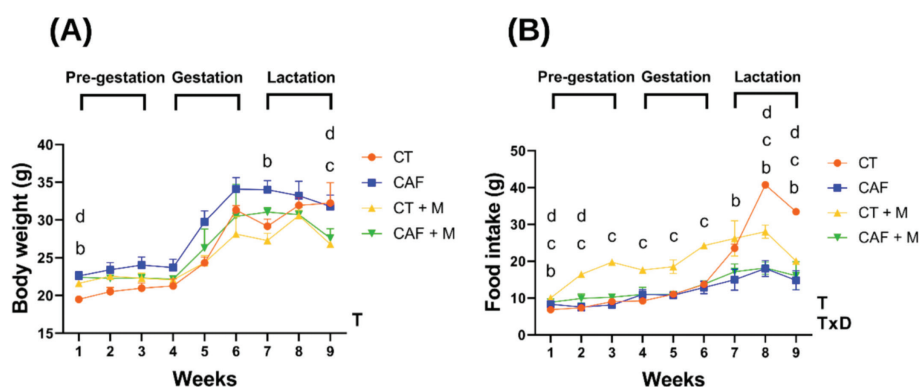 (A)
Pre-gestation Gestation Lactation
Body weight (g)
40
35
30
25
20
15
d
b
b
d
c
CT
CAF
CT + M
CAF + M
T
1 2 3 4 5 6 7 8 9
Weeks
(B)
Pre-gestation Gestation Lactation
Food intake (g)
50
40
30
20
10
0
d
c
b
d
c
c
c
c
c
b
d
c
b
d
c
b
CT
CAF
CT + M
CAF + M
T
TxD
1 2 3 4 5 6 7 8 9
Weeks